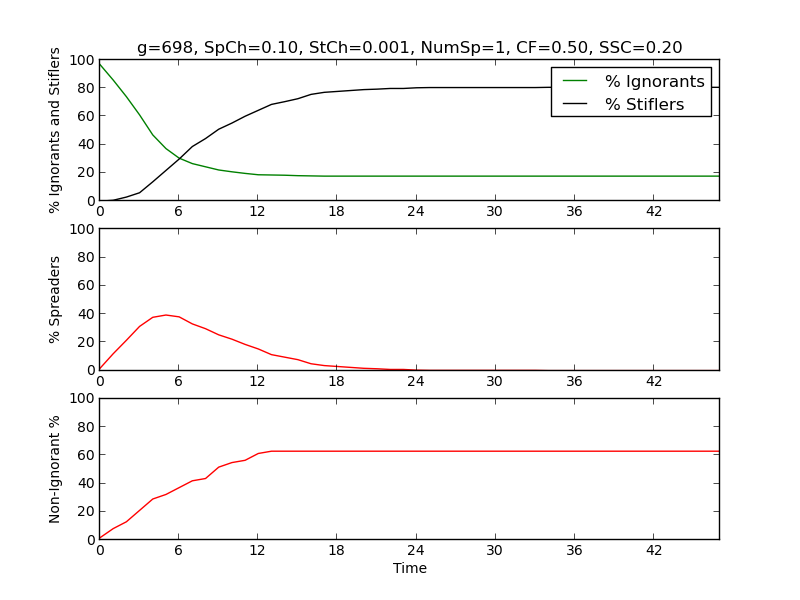 g=698, SpCh=0.10, StCh=0.001, NumSp=1, CF=0.50, SSC=0.20
% Ignorants and Stiflers
100
80
60
40
20
0
% Ignorants
% Stiflers
0 6 12 18 24 30 36 42
% Spreaders
100
80
60
40
20
0
0 6 12 18 24 30 36 42
Non-Ignorant %
100
80
60
40
20
0
0 6 12 18 24 30 36 42
Time